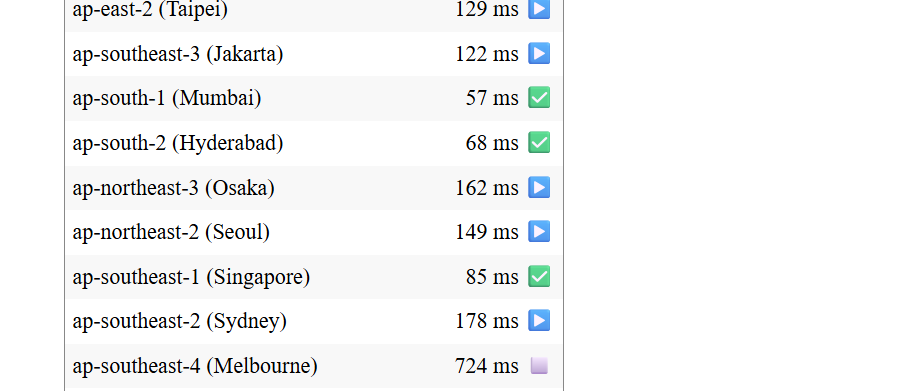 ap-east-2 (Taipei) 129 ms
ap-southeast-3 (Jakarta) 122 ms
ap-south-1 (Mumbai) 57 ms
ap-south-2 (Hyderabad) 68 ms
ap-northeast-3 (Osaka) 162 ms
ap-northeast-2 (Seoul) 149 ms
ap-southeast-1 (Singapore) 85 ms
ap-southeast-2 (Sydney) 178 ms
ap-southeast-4 (Melbourne) 724 ms